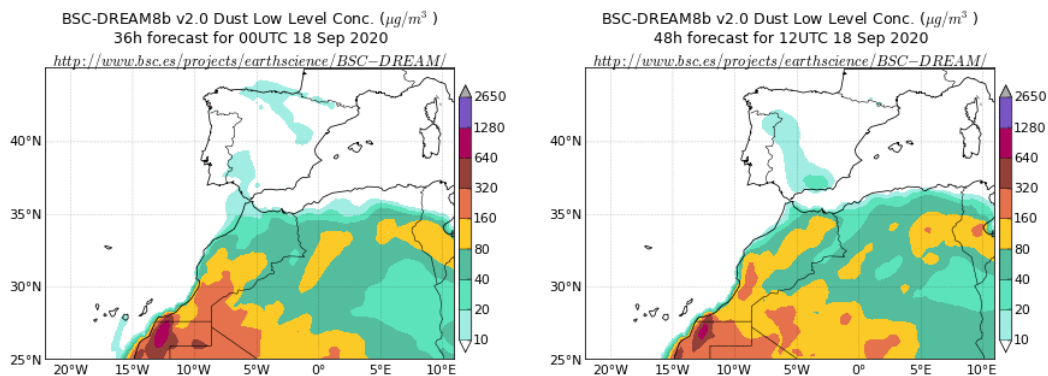 BSC-DREAM8b v2.0 Dust Low Level Conc. (μg/m³ )
36h forecast for 00UTC 18 Sep 2020
http://www.bsc.es/projects/earthscience/BSC−DREAM/
40°N
35°N
30°N
25°N
20°W
15°W
10°W
5°W
0°
5°E
10°E
2650
1280
640
320
160
80
40
20
10
BSC-DREAM8b v2.0 Dust Low Level Conc. (μg/m³ )
48h forecast for 12UTC 18 Sep 2020
http://www.bsc.es/projects/earthscience/BSC−DREAM/
40°N
35°N
30°N
25°N
20°W
15°W
10°W
5°W
0°
5°E
10°E
2650
1280
640
320
160
80
40
20
10